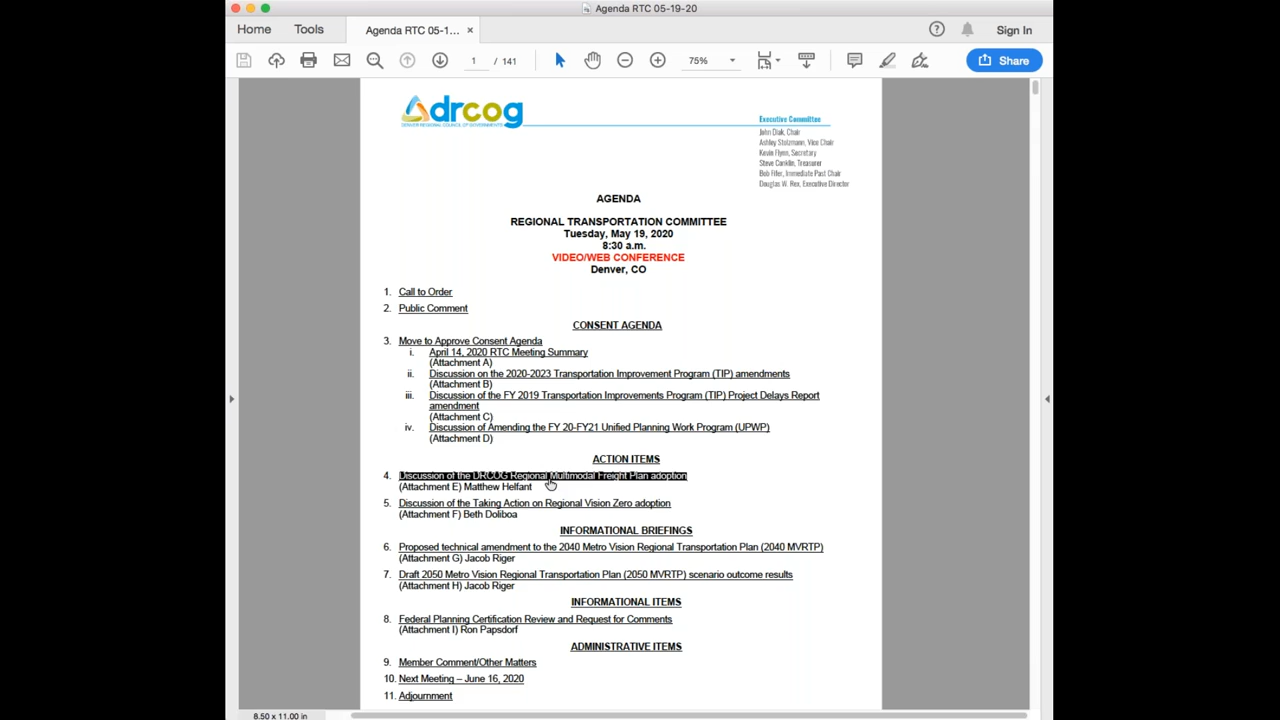 Agenda RTC 05-19-20
Home
Tools
Agenda RTC 05-1... ×
Sign In
1 / 141
75%
Share
drcog
DENVER REGIONAL COUNCIL OF GOVERNMENTS
Executive Committee
John Diak, Chair
Ashley Stolzmann, Vice Chair
Kevin Flynn, Secretary
Steve Conklin, Treasurer
Bob Fifer, Immediate Past Chair
Douglas W. Rex, Executive Director
AGENDA
REGIONAL TRANSPORTATION COMMITTEE
Tuesday, May 19, 2020
8:30 a.m.
VIDEO/WEB CONFERENCE
Denver, CO
1. Call to Order
2. Public Comment
CONSENT AGENDA
3. Move to Approve Consent Agenda
i. April 14, 2020 RTC Meeting Summary
(Attachment A)
ii. Discussion on the 2020-2023 Transportation Improvement Program (TIP) amendments
(Attachment B)
iii. Discussion of the FY 2019 Transportation Improvements Program (TIP) Project Delays Report
amendment
(Attachment C)
iv. Discussion of Amending the FY 20-FY21 Unified Planning Work Program (UPWP)
(Attachment D)
ACTION ITEMS
4. Discussion of the DRCOG Regional Multimodal Freight Plan adoption
(Attachment E) Matthew Helfant
5. Discussion of the Taking Action on Regional Vision Zero adoption
(Attachment F) Beth Doliboa
INFORMATIONAL BRIEFINGS
6. Proposed technical amendment to the 2040 Metro Vision Regional Transportation Plan (2040 MVRTP)
(Attachment G) Jacob Riger
7. Draft 2050 Metro Vision Regional Transportation Plan (2050 MVRTP) scenario outcome results
(Attachment H) Jacob Riger
INFORMATIONAL ITEMS
8. Federal Planning Certification Review and Request for Comments
(Attachment I) Ron Papsdorf
ADMINISTRATIVE ITEMS
9. Member Comment/Other Matters
10. Next Meeting – June 16, 2020
11. Adjournment
8.50 x 11.00 in